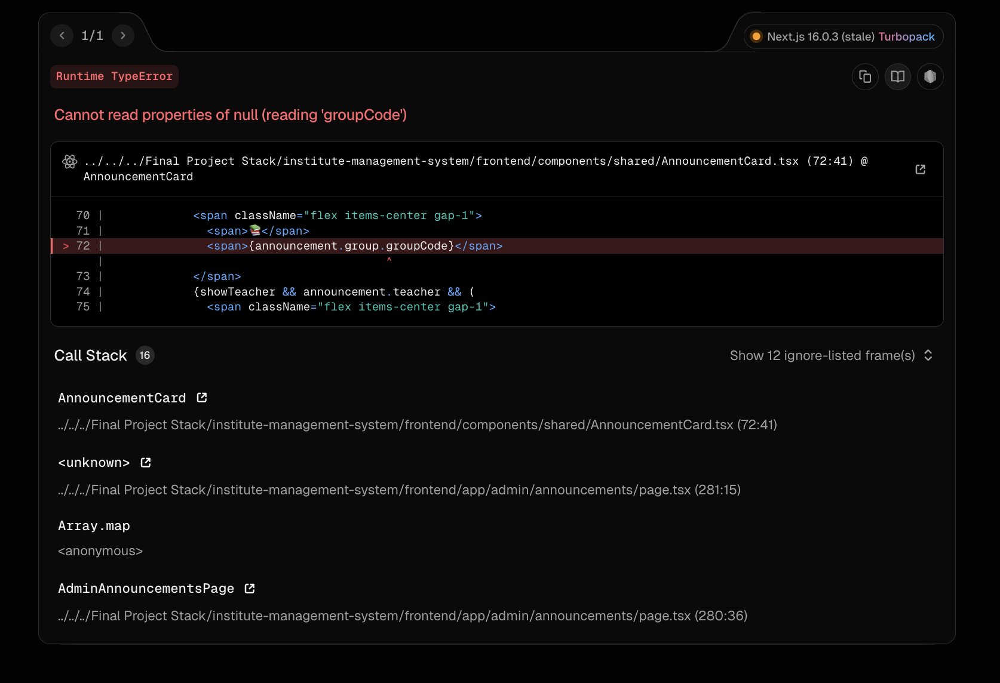 1/1
Next.js 16.0.3 (stale) Turbopack
Runtime TypeError
Cannot read properties of null (reading 'groupCode')
../../../Final Project Stack/institute-management-system/frontend/components/shared/AnnouncementCard.tsx (72:41) @
AnnouncementCard
70 |             <span className="flex items-center gap-1">
71 |               <span>📚</span>
> 72 |               <span>{announcement.group.groupCode}</span>
|                                         ^
73 |             </span>
74 |             {showTeacher && announcement.teacher && (
75 |               <span className="flex items-center gap-1">
Call Stack 16
Show 12 ignore-listed frame(s)
AnnouncementCard
../../../Final Project Stack/institute-management-system/frontend/components/shared/AnnouncementCard.tsx (72:41)
<unknown>
../../../Final Project Stack/institute-management-system/frontend/app/admin/announcements/page.tsx (281:15)
Array.map
<anonymous>
AdminAnnouncementsPage
../../../Final Project Stack/institute-management-system/frontend/app/admin/announcements/page.tsx (280:36)